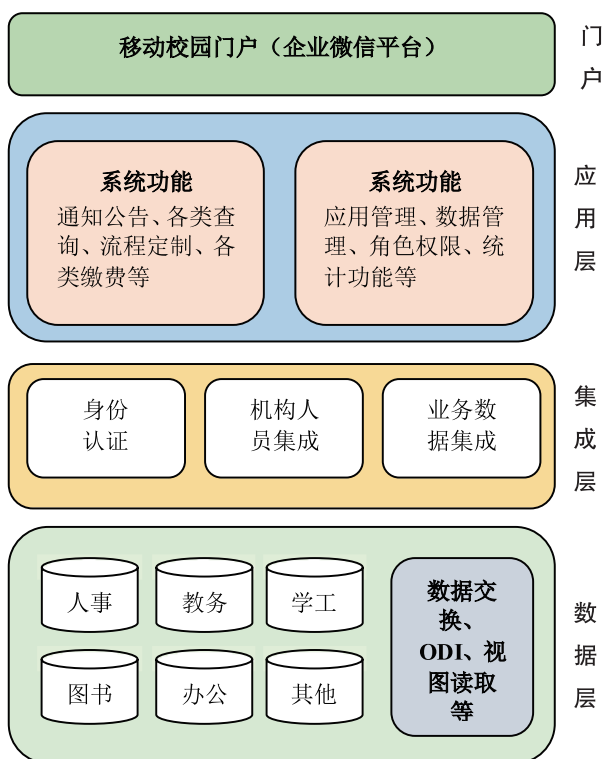 移动校园门户（企业微信平台）
门
户
系统功能
通知公告、各类查
询、流程定制、各
类缴费等
系统功能
应用管理、数据管
理、角色权限、统
计功能等
应
用
层
身份
认证
机构人
员集成
业务数
据集成
集
成
层
人事
教务
学工
图书
办公
其他
数据交
换、
ODI、视
图读取
等
数
据
层